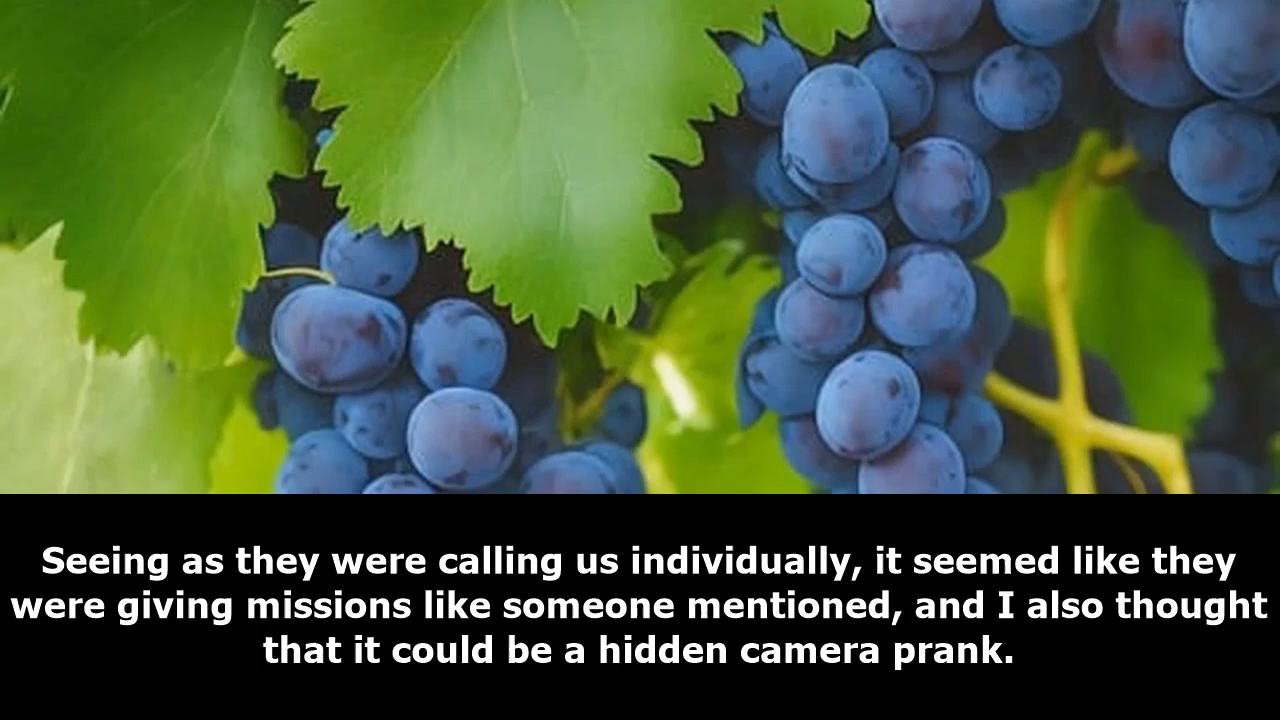 Seeing as they were calling us individually, it seemed like they
were giving missions like someone mentioned, and I also thought
that it could be a hidden camera prank.